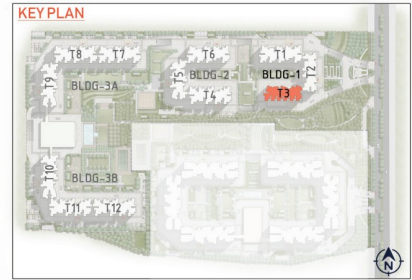 KEY PLAN
T8 T7 T6 T1
T9 BLDG-3A T5 BLDG-2 BLDG-1 T2
T4 T3
T10 BLDG-3B
T11 T12
N